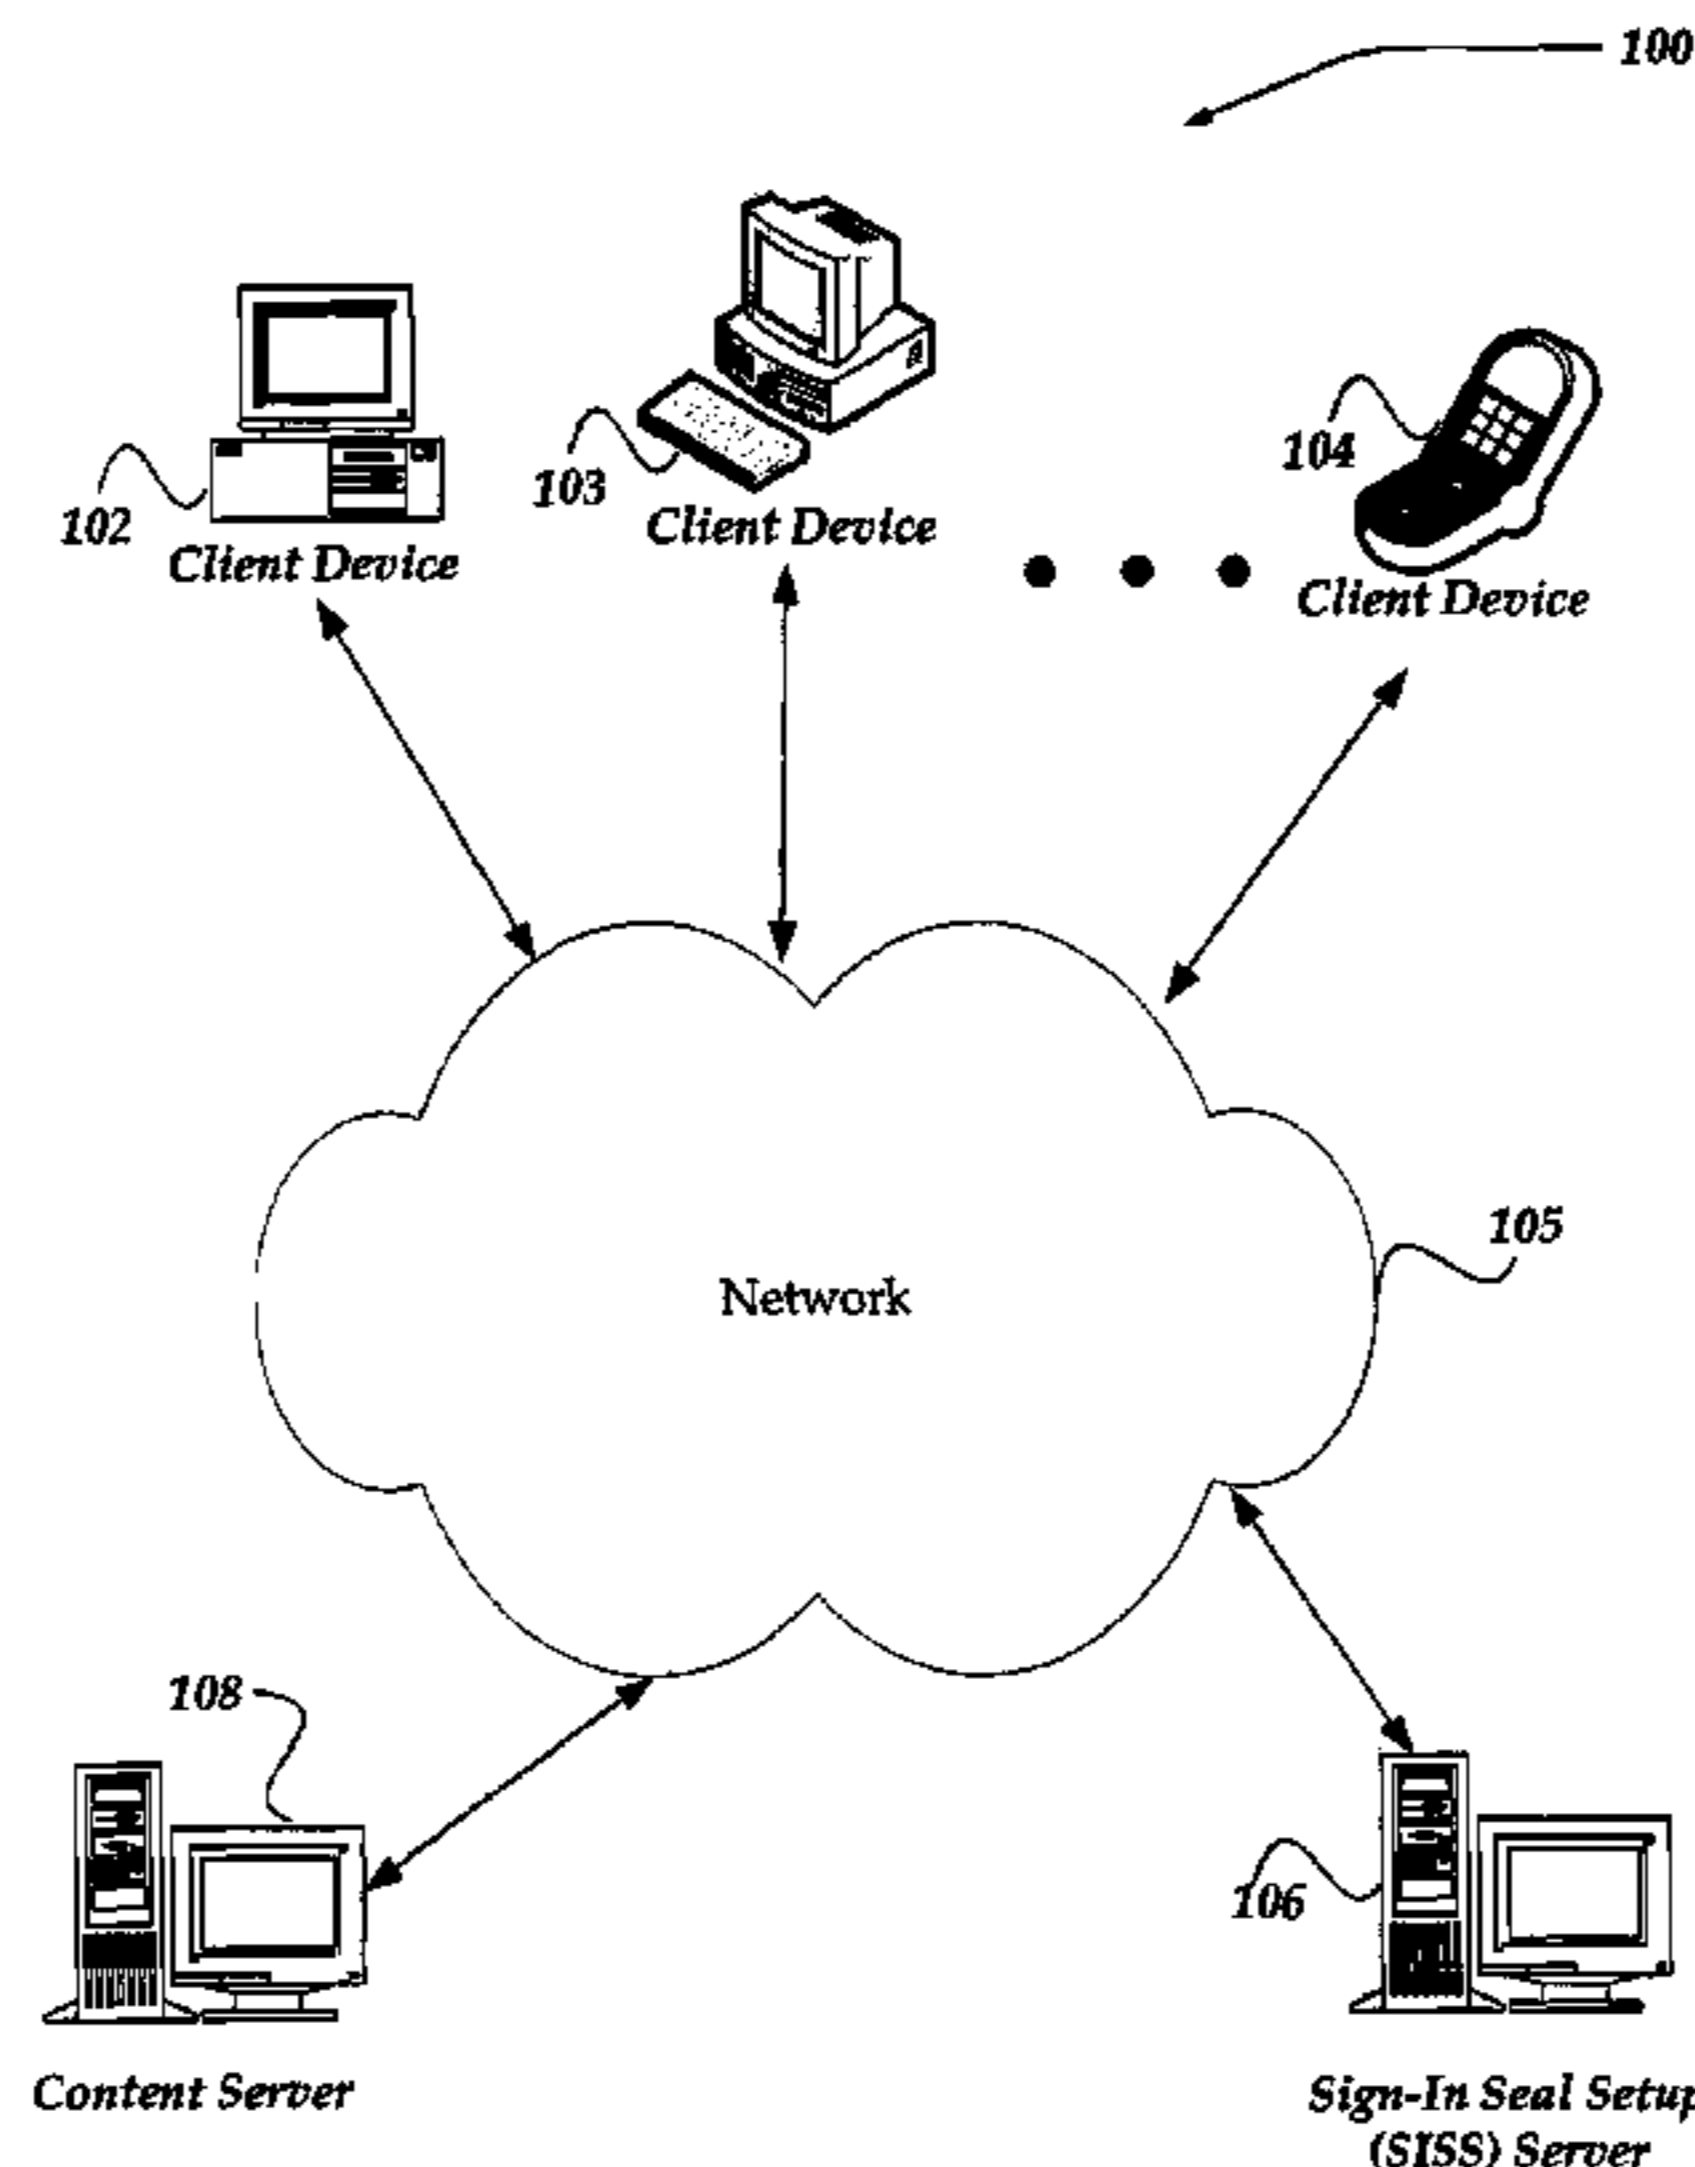 100
102
Client Device
103
Client Device
104
Client Device
Network
105
108
Content Server
106
Sign-In Seal Setup
(SISS) Server